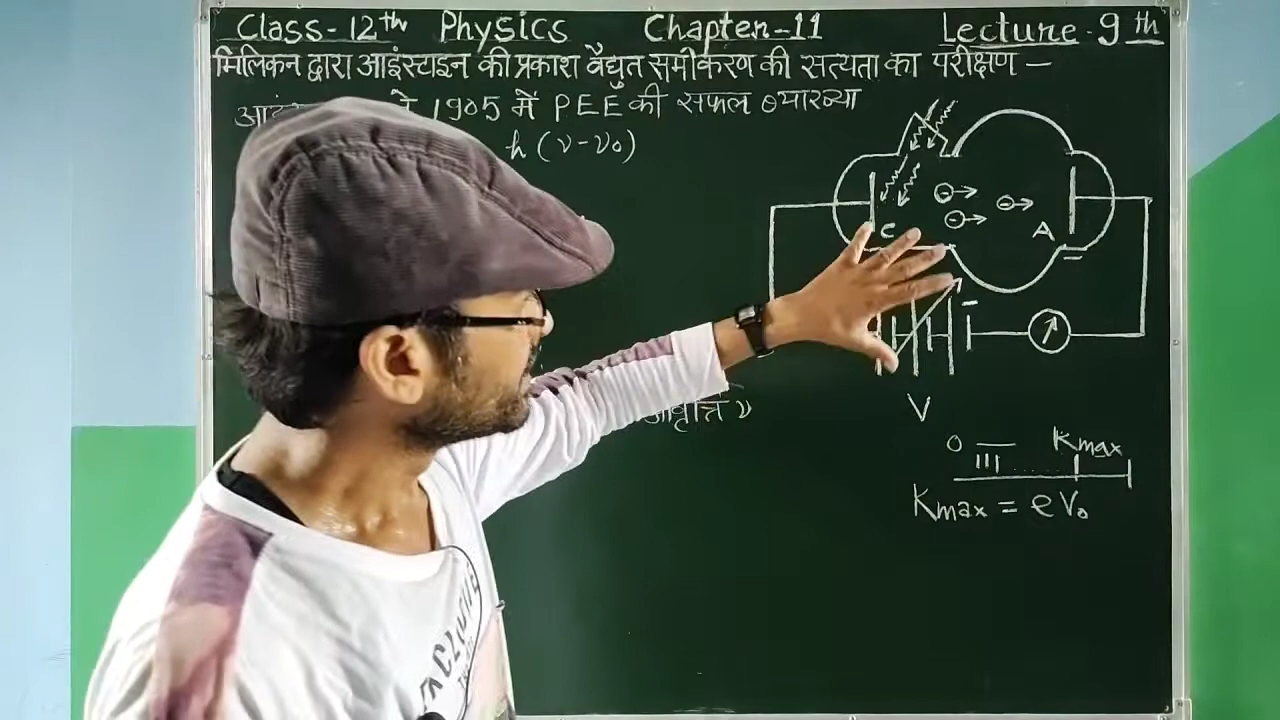 Class-12th Physics Chapter-11 Lecture-9th
मिलिकन द्वारा आइंस्टाइन की प्रकाश वैद्युत समीकरण की सत्यता का परीक्षण –
1905 में PEE की सफल व्याख्या
h (ν-ν₀)
C A
V
आवृत्ति ν
0 Kmax
Kmax = eV₀